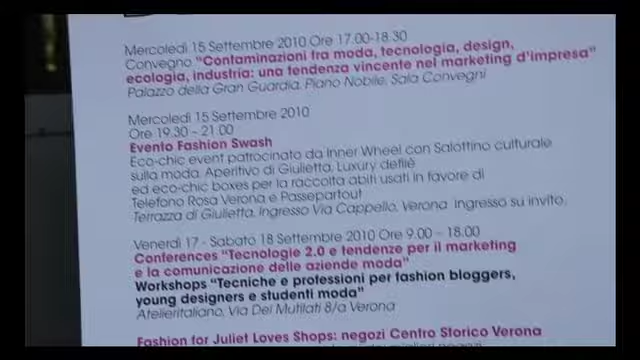 Mercoledì 15 Settembre 2010 Ore 17.00-18.30
Convegno "Contaminazioni fra moda, tecnologia, design,
ecologia, industria: una tendenza vincente nel marketing d'impresa"
Palazzo della Gran Guardia, Piano Nobile, Sala Convegni
Mercoledì 15 Settembre 2010
Ore 19.30 – 21.00
Evento Fashion Swash
Eco-chic event patrocinato da Inner Wheel con Salottino culturale
sulla moda. Aperitivo di Giulietta, Luxury defilè
ed eco-chic boxes per la raccolta abiti usati in favore di
Telefono Rosa Verona e Passepartout
Terrazza di Giulietta, Ingresso Via Cappello, Verona ingresso su invito.
Venerdì 17 - Sabato 18 Settembre 2010 Ore 9.00 – 18.00
Conferences "Tecnologie 2.0 e tendenze per il marketing
e la comunicazione delle aziende moda"
Workshops "Tecniche e professioni per fashion bloggers,
young designers e studenti moda"
Atelieritaliano, Via Dei Mutilati 8/a Verona
Fashion for Juliet Loves Shops: negozi Centro Storico Verona